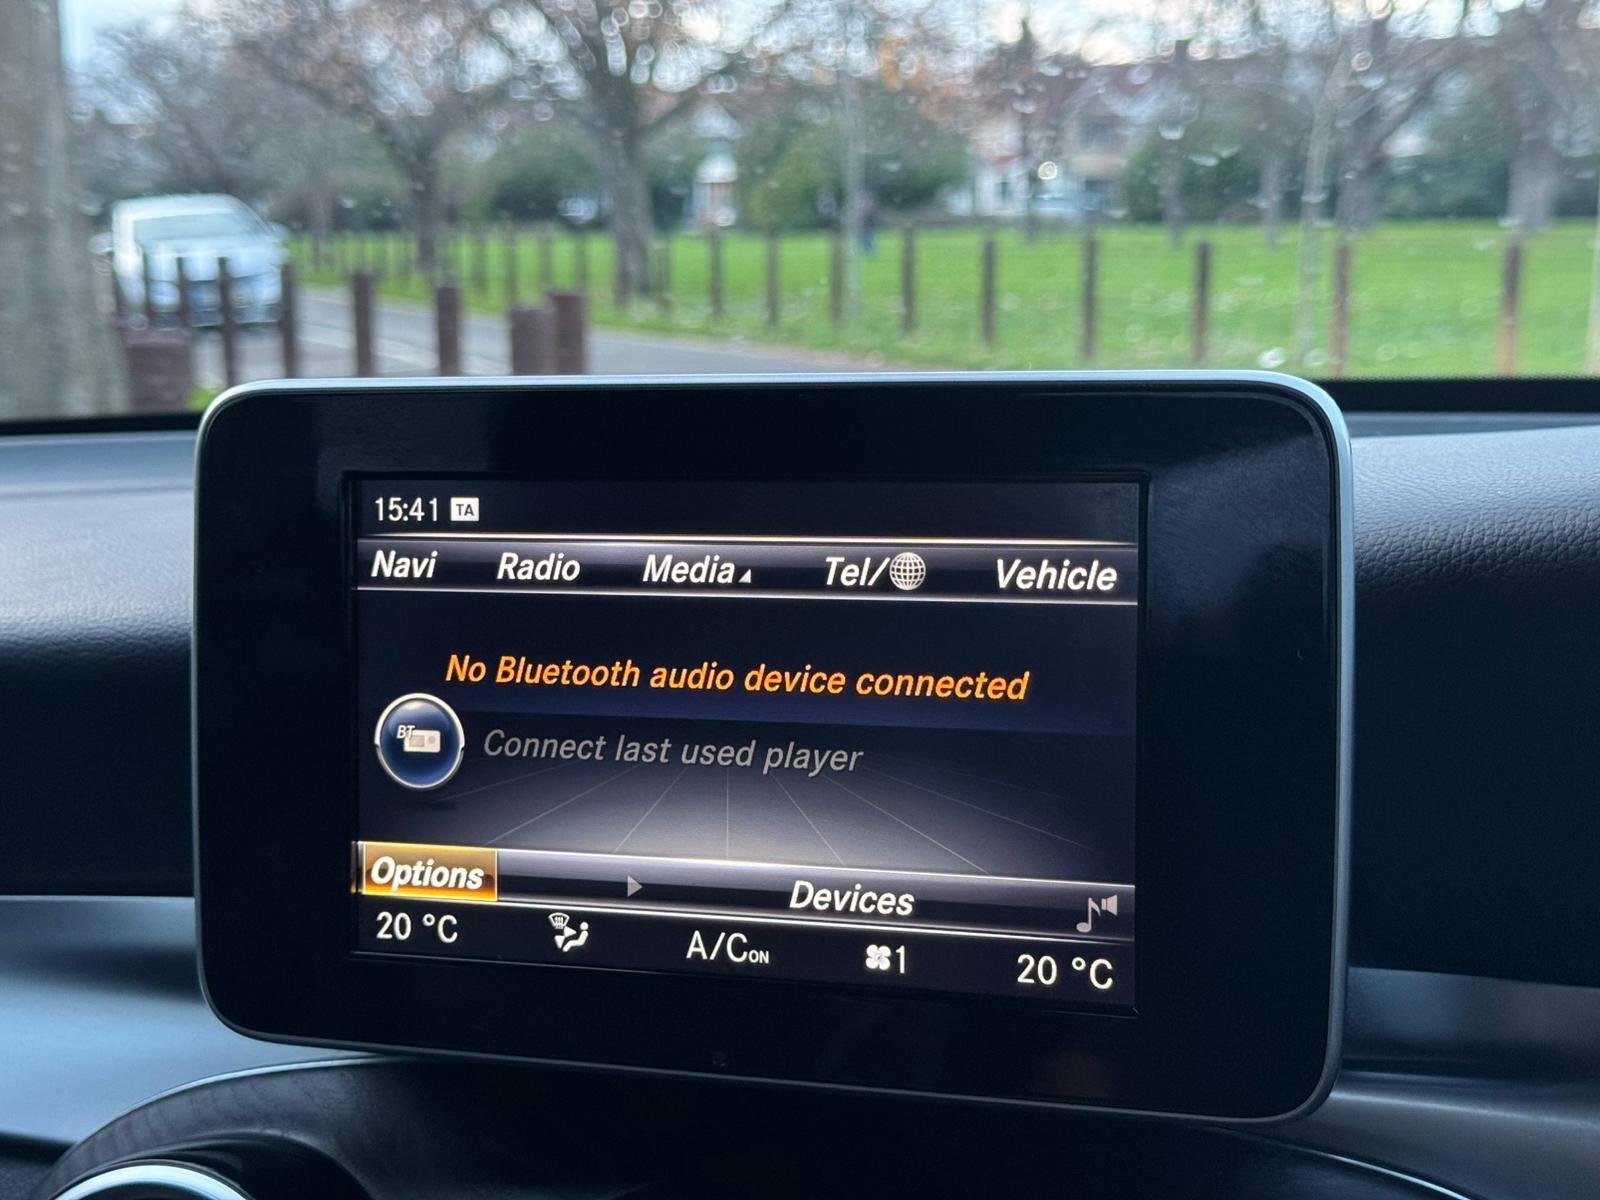 15:41 TA
Navi Radio Media Tel/ Vehicle
No Bluetooth audio device connected
BT
Connect last used player
Options Devices
20 °C A/C ON 1 20 °C